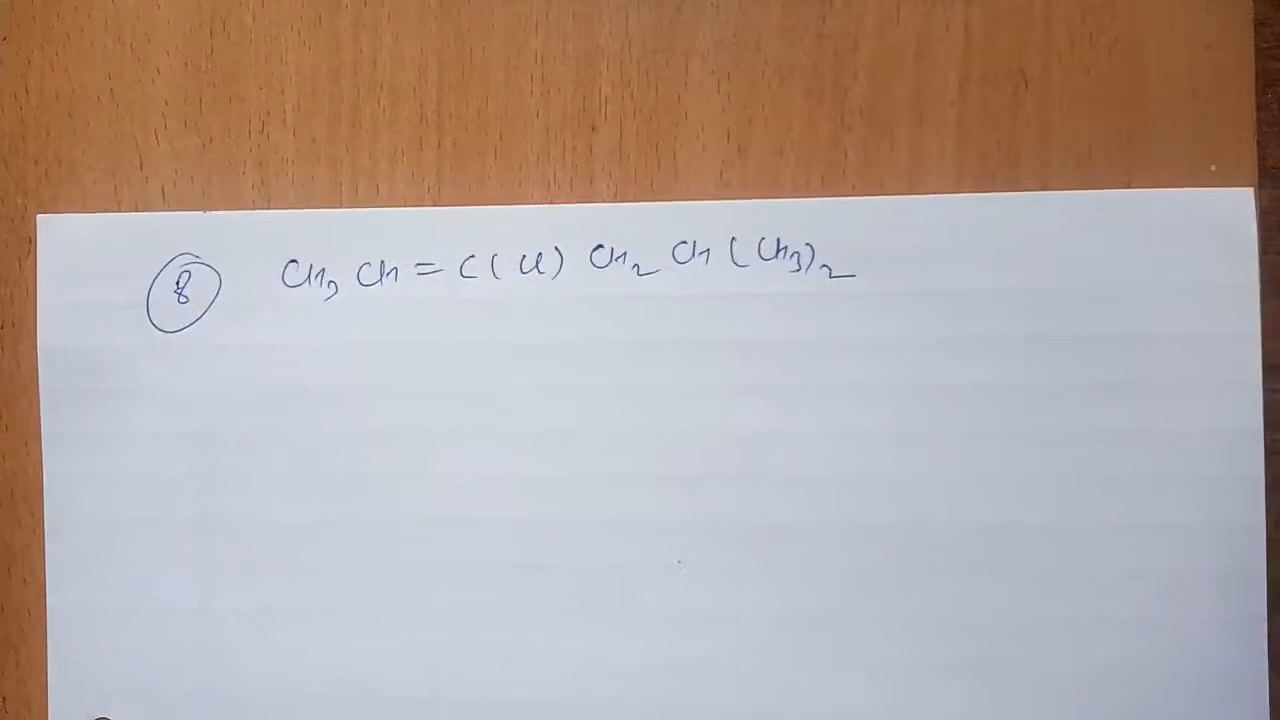 ⑧ CH₃ CH = C(Cl) CH₂ CH (CH₃)₂